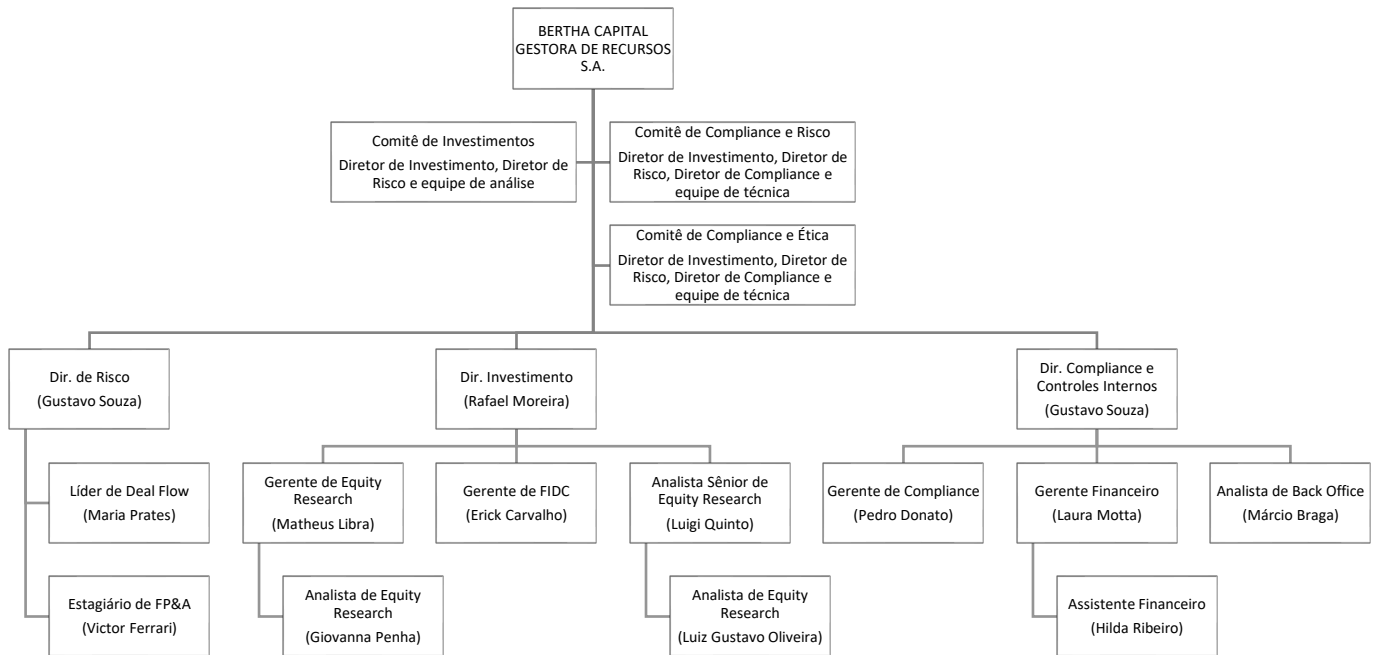 BERTHA CAPITAL
GESTORA DE RECURSOS
S.A.
Comitê de Investimentos
Diretor de Investimento, Diretor de
Risco e equipe de análise
Comitê de Compliance e Risco
Diretor de Investimento, Diretor de
Risco, Diretor de Compliance e
equipe de técnica
Comitê de Compliance e Ética
Diretor de Investimento, Diretor de
Risco, Diretor de Compliance e
equipe de técnica
Dir. de Risco
(Gustavo Souza)
Dir. Investimento
(Rafael Moreira)
Dir. Compliance e
Controles Internos
(Gustavo Souza)
Líder de Deal Flow
(Maria Prates)
Gerente de Equity
Research
(Matheus Libra)
Gerente de FIDC
(Erick Carvalho)
Analista Sênior de
Equity Research
(Luigi Quinto)
Gerente de Compliance
(Pedro Donato)
Gerente Financeiro
(Laura Motta)
Analista de Back Office
(Márcio Braga)
Estagiário de FP&A
(Victor Ferrari)
Analista de Equity
Research
(Giovanna Penha)
Analista de Equity
Research
(Luiz Gustavo Oliveira)
Assistente Financeiro
(Hilda Ribeiro)